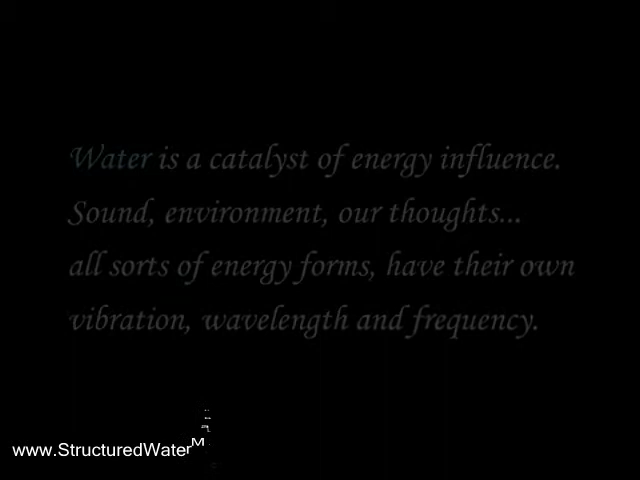 Water is a catalyst of energy influence.
Sound, environment, our thoughts...
all sorts of energy forms, have their own
vibration, wavelength and frequency.
www.StructuredWaterM